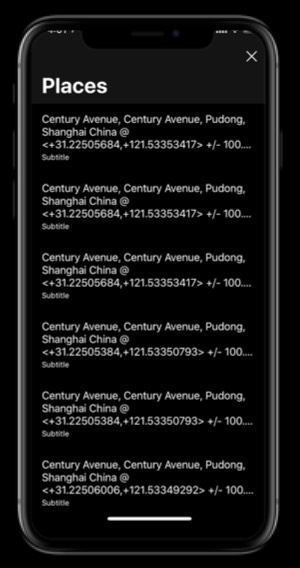 Places
Century Avenue, Century Avenue, Pudong,
Shanghai China @
<+31.22505684,+121.53353417> +/- 100....
Subtitle
Century Avenue, Century Avenue, Pudong,
Shanghai China @
<+31.22505684,+121.53353417> +/- 100....
Subtitle
Century Avenue, Century Avenue, Pudong,
Shanghai China @
<+31.22505684,+121.53353417> +/- 100....
Subtitle
Century Avenue, Century Avenue, Pudong,
Shanghai China @
<+31.22505384,+121.53350793> +/- 100....
Subtitle
Century Avenue, Century Avenue, Pudong,
Shanghai China @
<+31.22505384,+121.53350793> +/- 100....
Subtitle
Century Avenue, Century Avenue, Pudong,
Shanghai China @
<+31.22506006,+121.53349292> +/- 100....
Subtitle